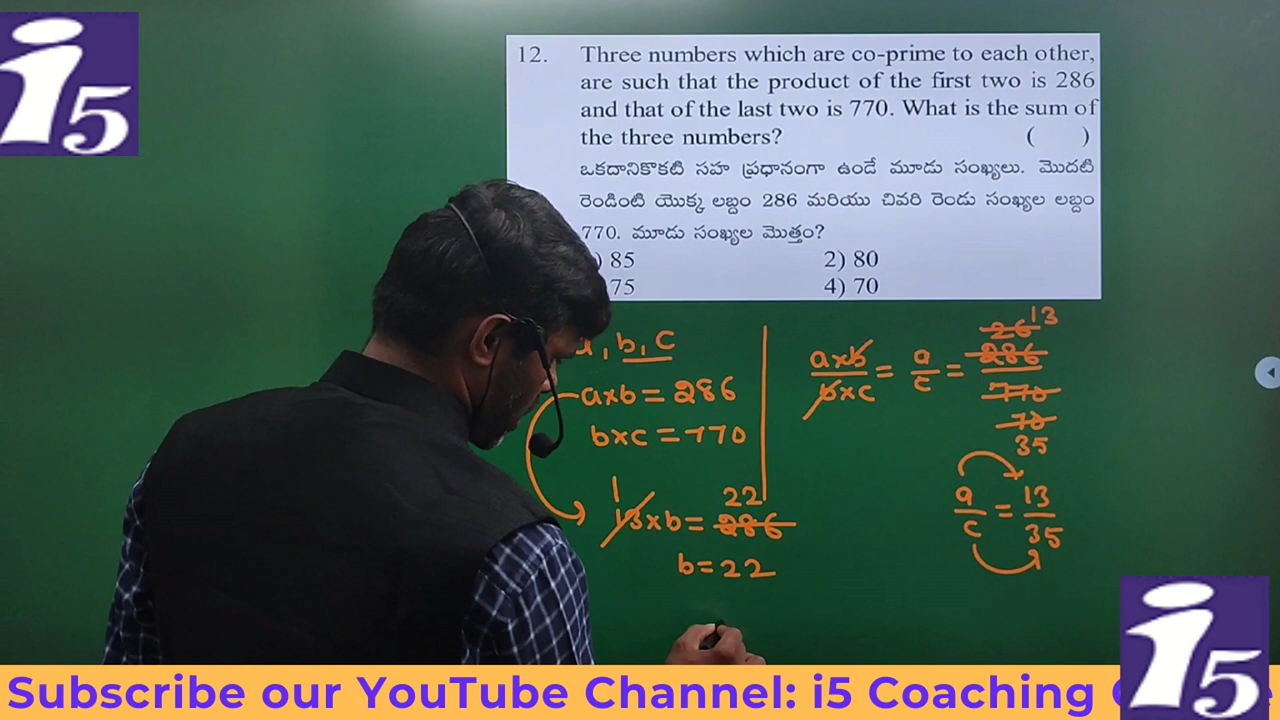 i5
12. Three numbers which are co-prime to each other,
are such that the product of the first two is 286
and that of the last two is 770. What is the sum of
the three numbers? ( )
ఒకదానికొకటి సహ ప్రధానంగా ఉండే మూడు సంఖ్యలు. మొదటి
రెండింటి యొక్క లబ్దం 286 మరియు చివరి రెండు సంఖ్యల లబ్దం
770. మూడు సంఖ్యల మొత్తం?
) 85 2) 80
75 4) 70
, b, c
a×b = 286
b×c = 770
1 22
13×b = 286
b = 22
26 13
a×b/b×c = a/c = 286/770
70
35
a/c = 13/35
Subscribe our YouTube Channel: i5 Coaching
i5